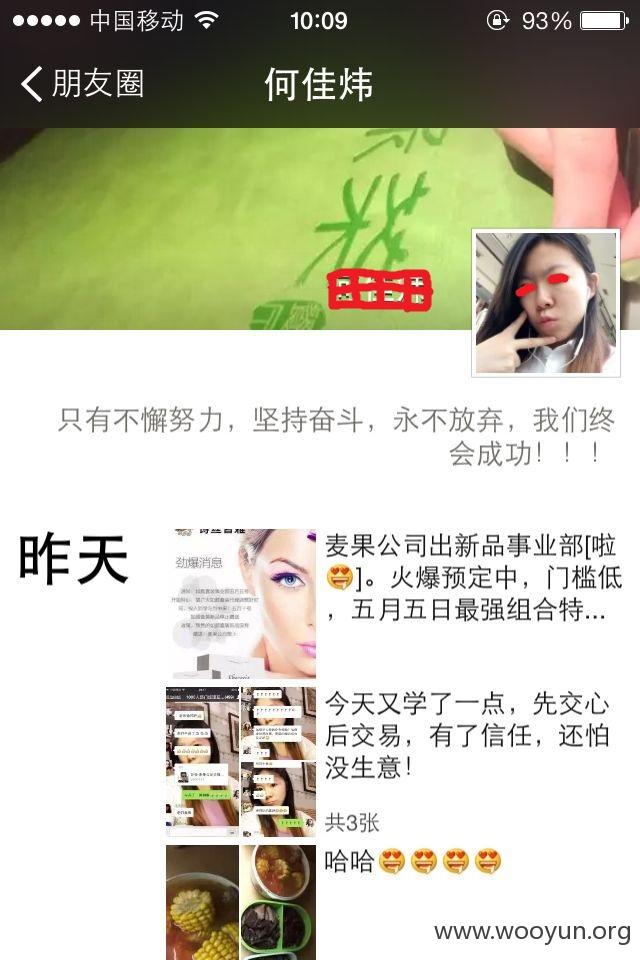 中国移动 10:09 93%
朋友圈 何佳炜
只有不懈努力，坚持奋斗，永不放弃，我们终
会成功！！！
昨天
劲爆消息
麦果公司出新品事业部[啦
😍]。火爆预定中，门槛低
，五月五日最强组合特...
今天又学了一点，先交心
后交易，有了信任，还怕
没生意！
共3张
哈哈😍😍😍😍
www.wooyun.org